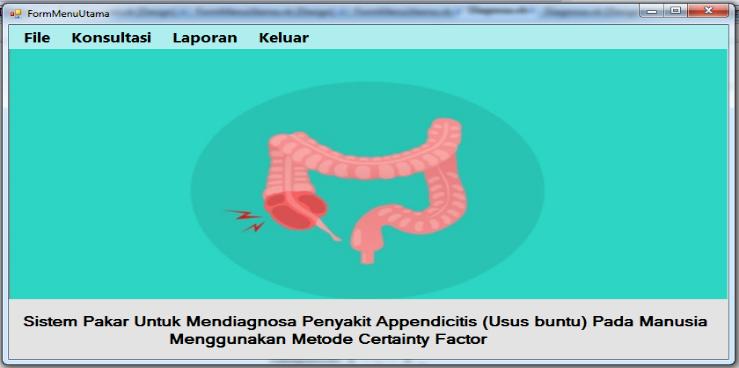 FormMenuUtama
File Konsultasi Laporan Keluar
Sistem Pakar Untuk Mendiagnosa Penyakit Appendicitis (Usus buntu) Pada Manusia
Menggunakan Metode Certainty Factor